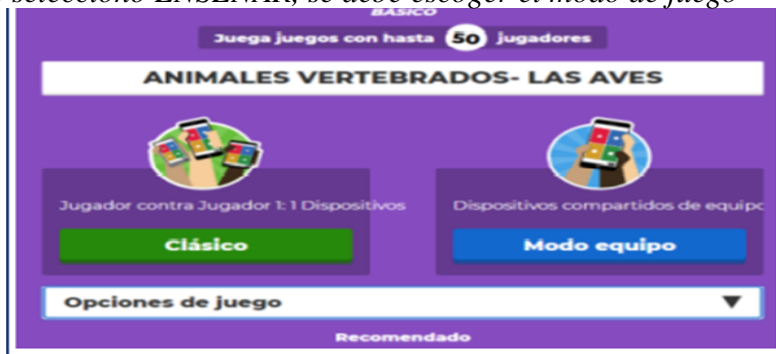 seleccionó ENSEÑAR, se debe escoger el modo de juego
BÁSICO
Juega juegos con hasta 50 jugadores
ANIMALES VERTEBRADOS- LAS AVES
Jugador contra Jugador 1: 1 Dispositivos
Dispositivos compartidos de equipo
Clásico
Modo equipo
Opciones de juego
Recomendado